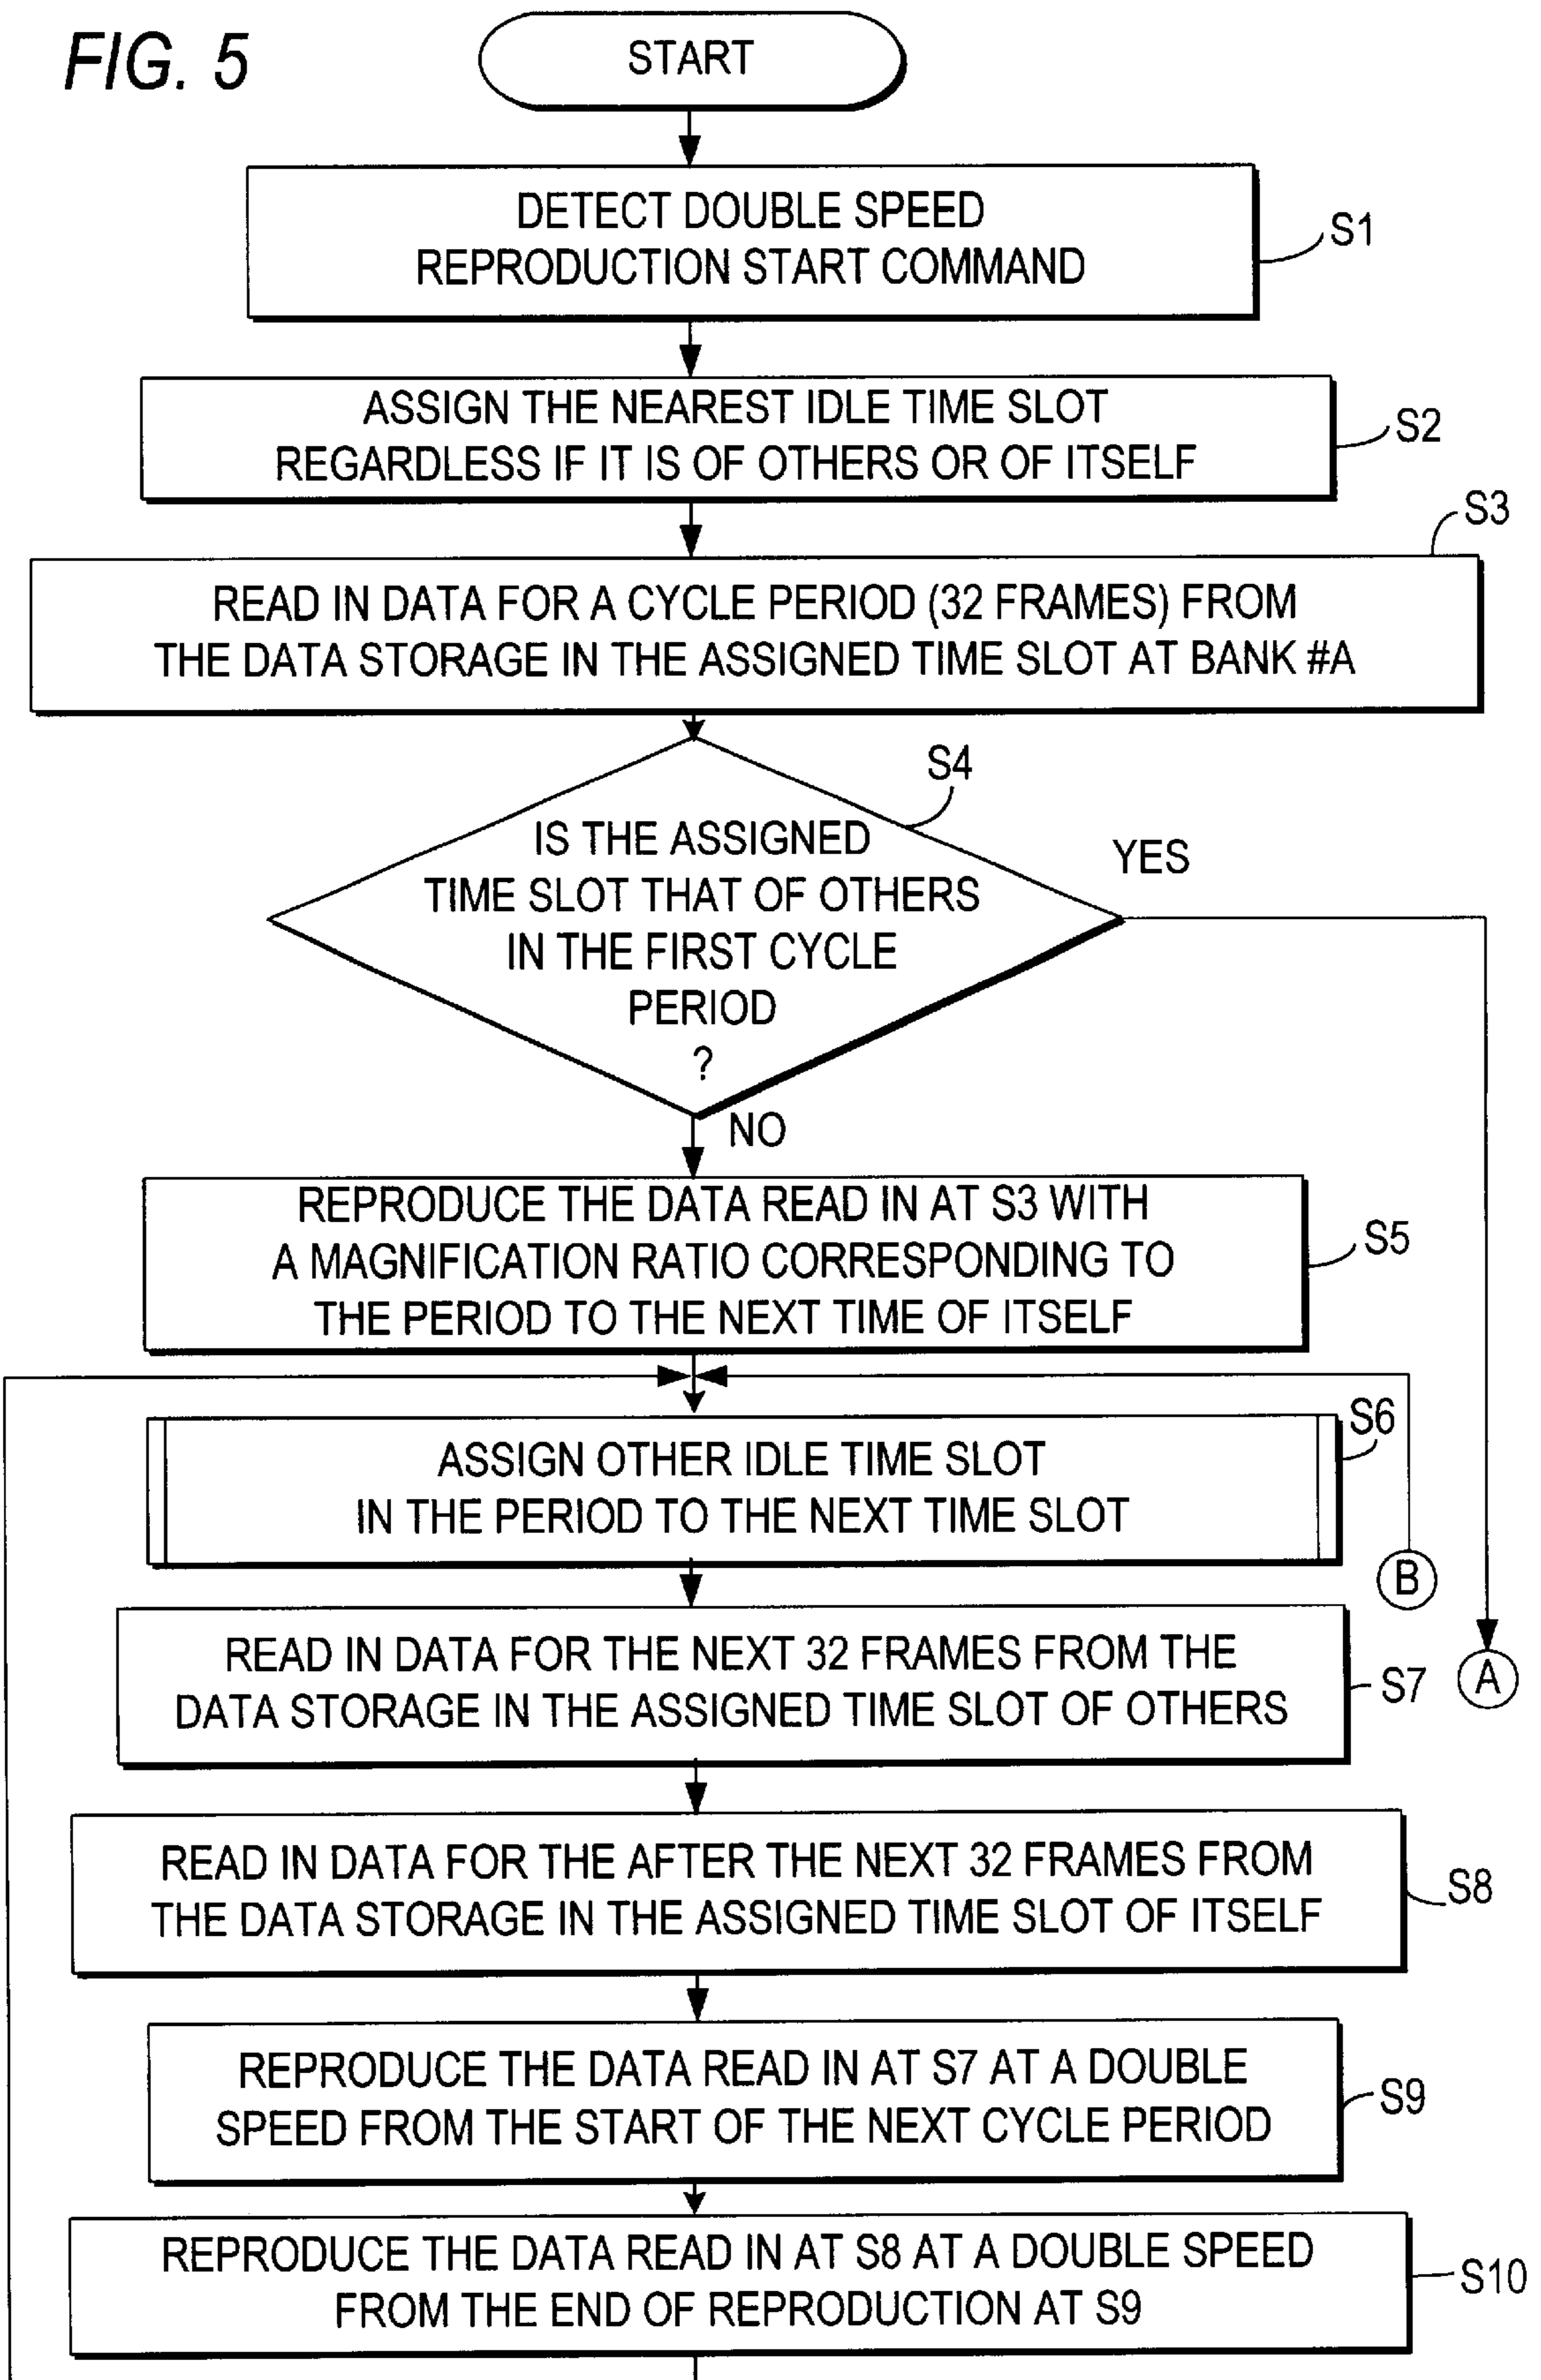 FIG. 5
START
DETECT DOUBLE SPEED
REPRODUCTION START COMMAND
S1
ASSIGN THE NEAREST IDLE TIME SLOT
REGARDLESS IF IT IS OF OTHERS OR OF ITSELF
S2
S3
READ IN DATA FOR A CYCLE PERIOD (32 FRAMES) FROM
THE DATA STORAGE IN THE ASSIGNED TIME SLOT AT BANK #A
S4
IS THE ASSIGNED
TIME SLOT THAT OF OTHERS
IN THE FIRST CYCLE
PERIOD
?
YES
NO
REPRODUCE THE DATA READ IN AT S3 WITH
A MAGNIFICATION RATIO CORRESPONDING TO
THE PERIOD TO THE NEXT TIME OF ITSELF
S5
S6
ASSIGN OTHER IDLE TIME SLOT
IN THE PERIOD TO THE NEXT TIME SLOT
B
READ IN DATA FOR THE NEXT 32 FRAMES FROM THE
DATA STORAGE IN THE ASSIGNED TIME SLOT OF OTHERS
S7
A
READ IN DATA FOR THE AFTER THE NEXT 32 FRAMES FROM
THE DATA STORAGE IN THE ASSIGNED TIME SLOT OF ITSELF
S8
REPRODUCE THE DATA READ IN AT S7 AT A DOUBLE
SPEED FROM THE START OF THE NEXT CYCLE PERIOD
S9
REPRODUCE THE DATA READ IN AT S8 AT A DOUBLE SPEED
FROM THE END OF REPRODUCTION AT S9
S10